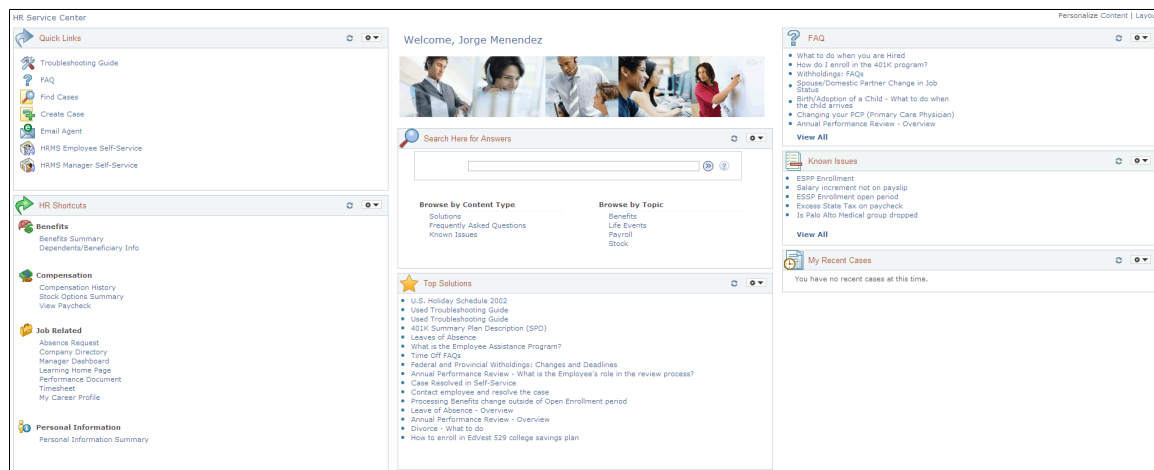 HR Service Center
Personalize Content | Layou
Quick Links
Troubleshooting Guide
FAQ
Find Cases
Create Case
Email Agent
HRMS Employee Self-Service
HRMS Manager Self-Service
HR Shortcuts
Benefits
Benefits Summary
Dependents/Beneficiary Info
Compensation
Compensation History
Stock Options Summary
View Paycheck
Job Related
Absence Request
Company Directory
Manager Dashboard
Learning Home Page
Performance Document
Timesheet
My Career Profile
Personal Information
Personal Information Summary
Welcome, Jorge Menendez
Search Here for Answers
Browse by Content Type
Solutions
Frequently Asked Questions
Known Issues
Browse by Topic
Benefits
Life Events
Payroll
Stock
Top Solutions
U.S. Holiday Schedule 2002
Used Troubleshooting Guide
Used Troubleshooting Guide
401K Summary Plan Description (SPD)
Leaves of Absence
What is the Employee Assistance Program?
Time Off FAQs
Federal and Provincial Witholdings: Changes and Deadlines
Annual Performance Review - What is the Employee's role in the review process?
Case Resolved in Self-Service
Contact employee and resolve the case
Processing Benefits change outside of Open Enrollment period
Leave of Absence - Overview
Annual Performance Review - Overview
Divorce - What to do
How to enroll in EdVest 529 college savings plan
FAQ
What to do when you are Hired
How do I enroll in the 401K program?
Withholdings: FAQs
Spouse/Domestic Partner Change in Job
Status
Birth/Adoption of a Child - What to do when
the child arrives
Changing your PCP (Primary Care Physician)
Annual Performance Review - Overview
View All
Known Issues
ESPP Enrollment
Salary increment not on payslip
ESSP Enrollment open period
Excess State Tax on paycheck
Is Palo Alto Medical group dropped
View All
My Recent Cases
You have no recent cases at this time.